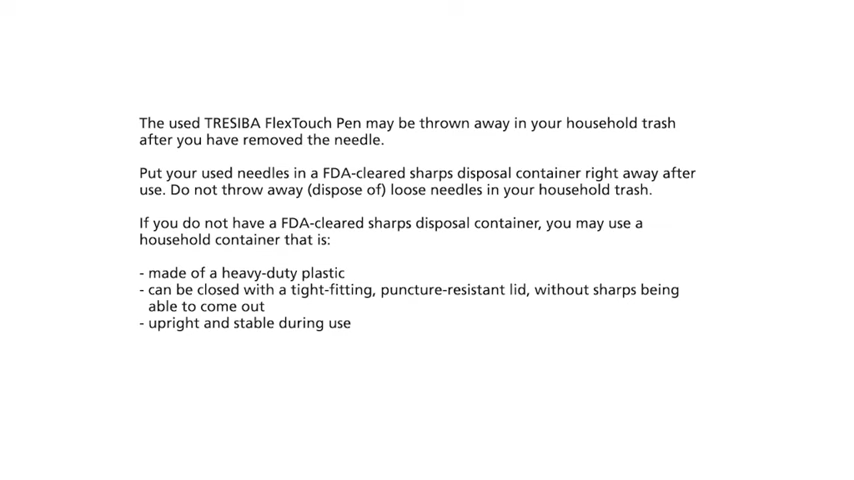 The used TRESIBA FlexTouch Pen may be thrown away in your household trash
after you have removed the needle.
Put your used needles in a FDA-cleared sharps disposal container right away after
use. Do not throw away (dispose of) loose needles in your household trash.
If you do not have a FDA-cleared sharps disposal container, you may use a
household container that is:
- made of a heavy-duty plastic
- can be closed with a tight-fitting, puncture-resistant lid, without sharps being
able to come out
- upright and stable during use